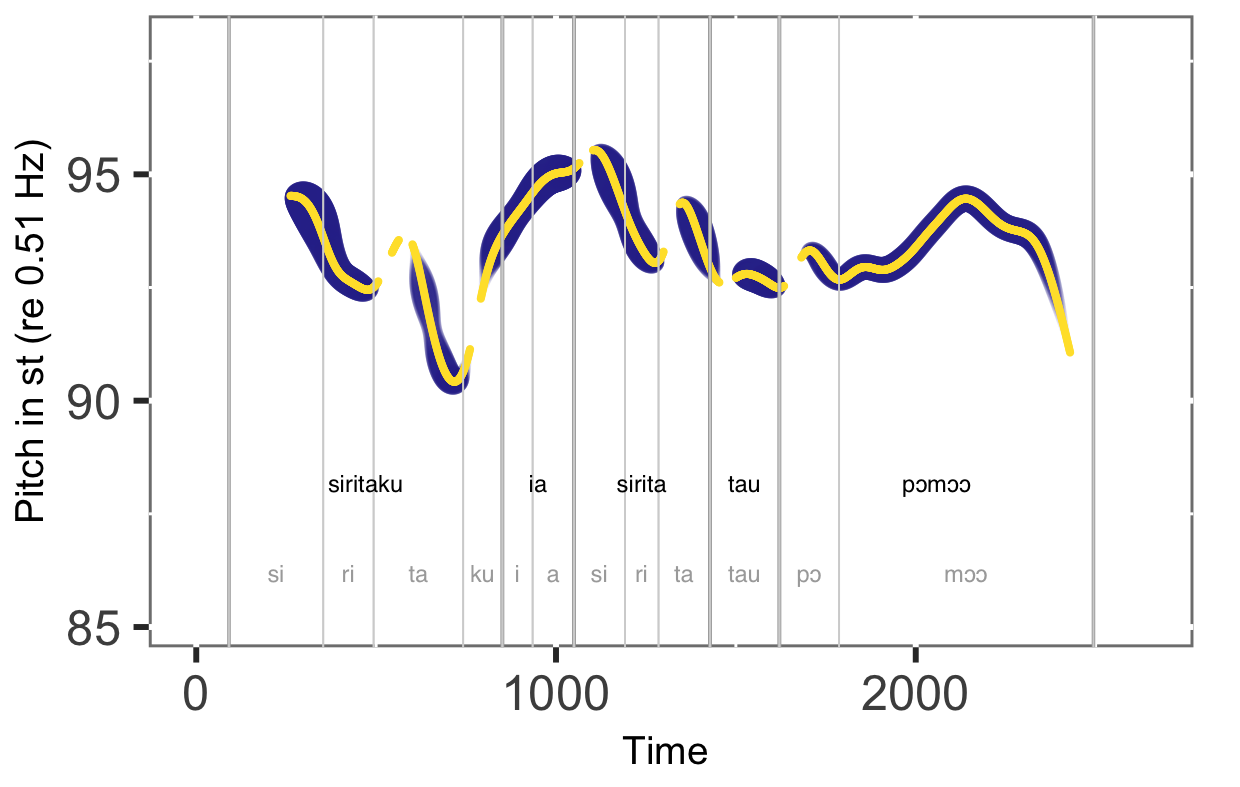 Pitch in st (re 0.51 Hz)
95
90
85
siritaku ia sirita tau pɔmɔɔ
si ri ta ku i a si ri ta tau pɔ mɔɔ
0 1000 2000
Time